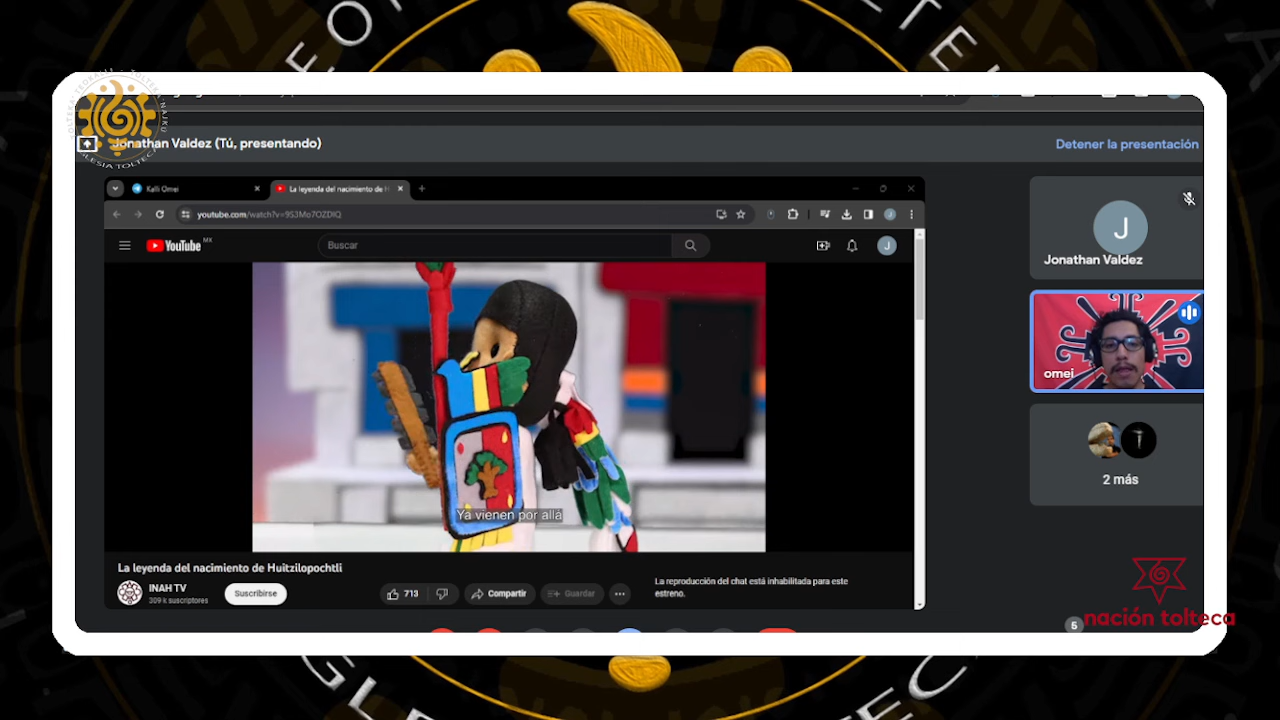 Jonathan Valdez (Tú, presentando)
Detener la presentación
Kalli Omei
La leyenda del nacimiento de H
youtube.com/watch?v=9S3Mo7OZDIQ
YouTube MX
Buscar
J
J
Jonathan Valdez
omei
2 más
Ya vienen por allá
La leyenda del nacimiento de Huitzilopochtli
INAH TV
309 k suscriptores
Suscribirse
713
Compartir
Guardar
La reproducción del chat está inhabilitada para este
estreno.
5
nación tolteca